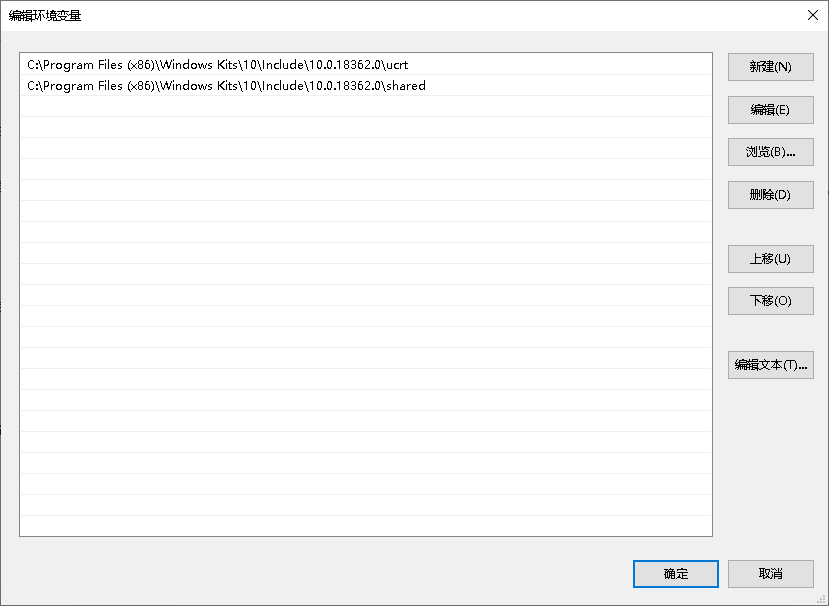 编辑环境变量
C:\Program Files (x86)\Windows Kits\10\Include\10.0.18362.0\ucrt
C:\Program Files (x86)\Windows Kits\10\Include\10.0.18362.0\shared
新建(N)
编辑(E)
浏览(B)...
删除(D)
上移(U)
下移(O)
编辑文本(T)...
确定
取消